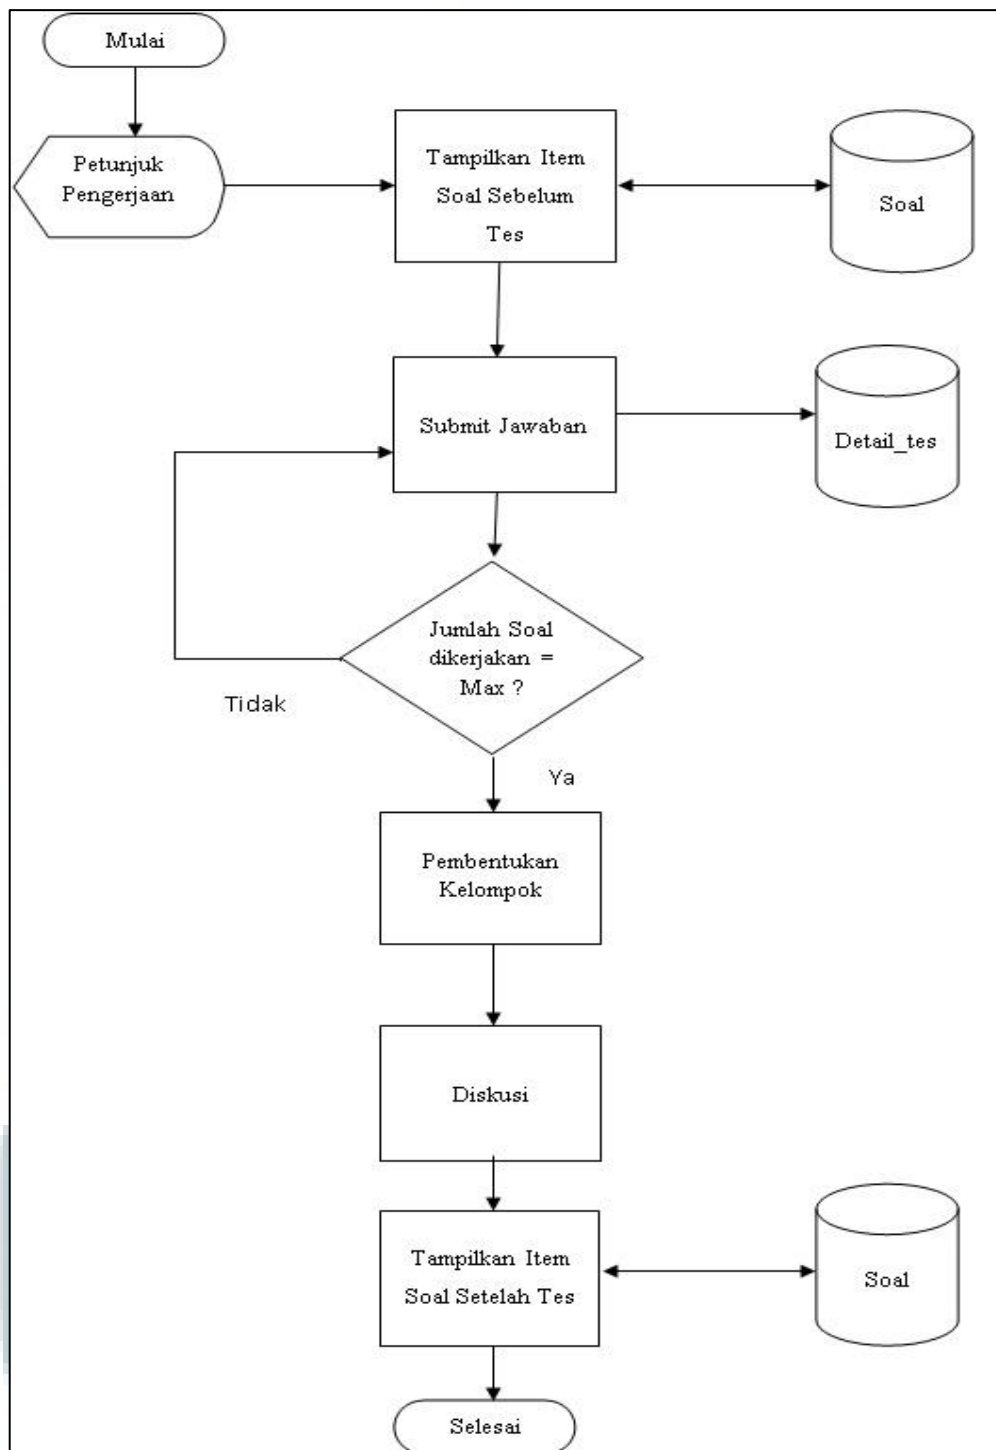 Mulai
Petunjuk
Pengerjaan
Tampilkan Item
Soal Sebelum
Tes
Soal
Submit Jawaban
Detail_tes
Jumlah Soal
dikerjakan =
Max ?
Tidak
Ya
Pembentukan
Kelompok
Diskusi
Tampilkan Item
Soal Setelah Tes
Soal
Selesai